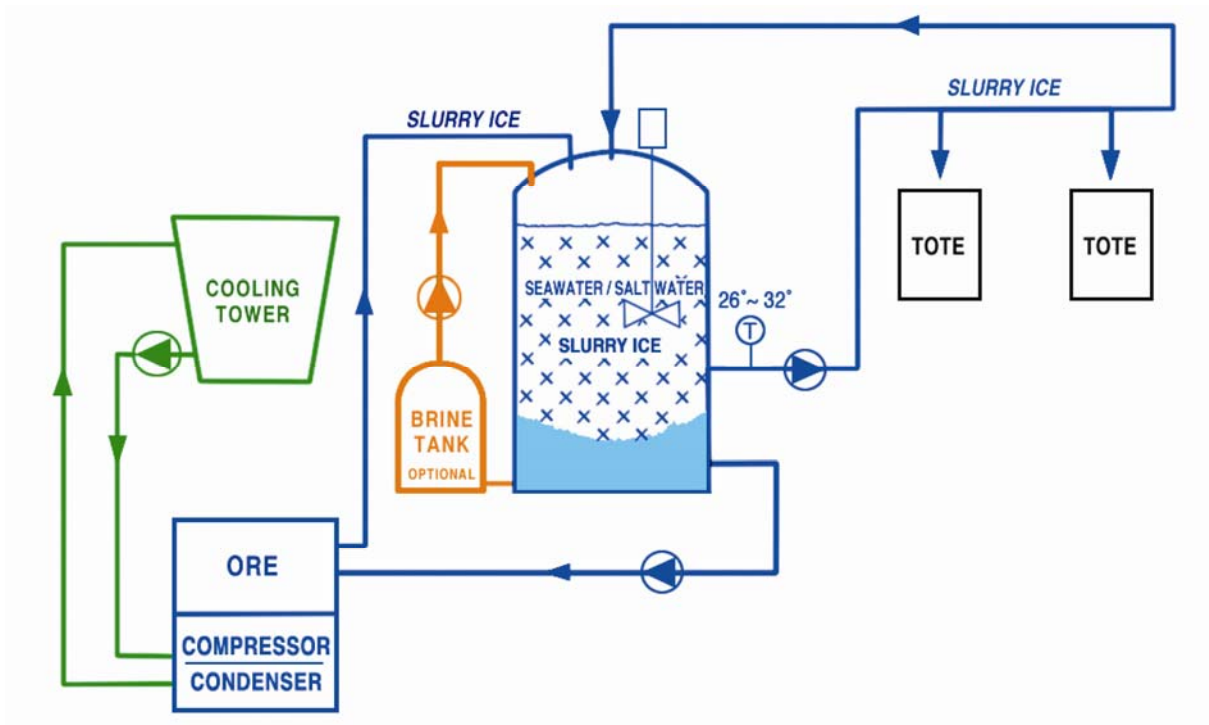 SLURRY ICE
SLURRY ICE
COOLING
TOWER
SEAWATER / SALT WATER
SLURRY ICE
26°~ 32°
T
TOTE
TOTE
BRINE
TANK
OPTIONAL
ORE
COMPRESSOR
CONDENSER